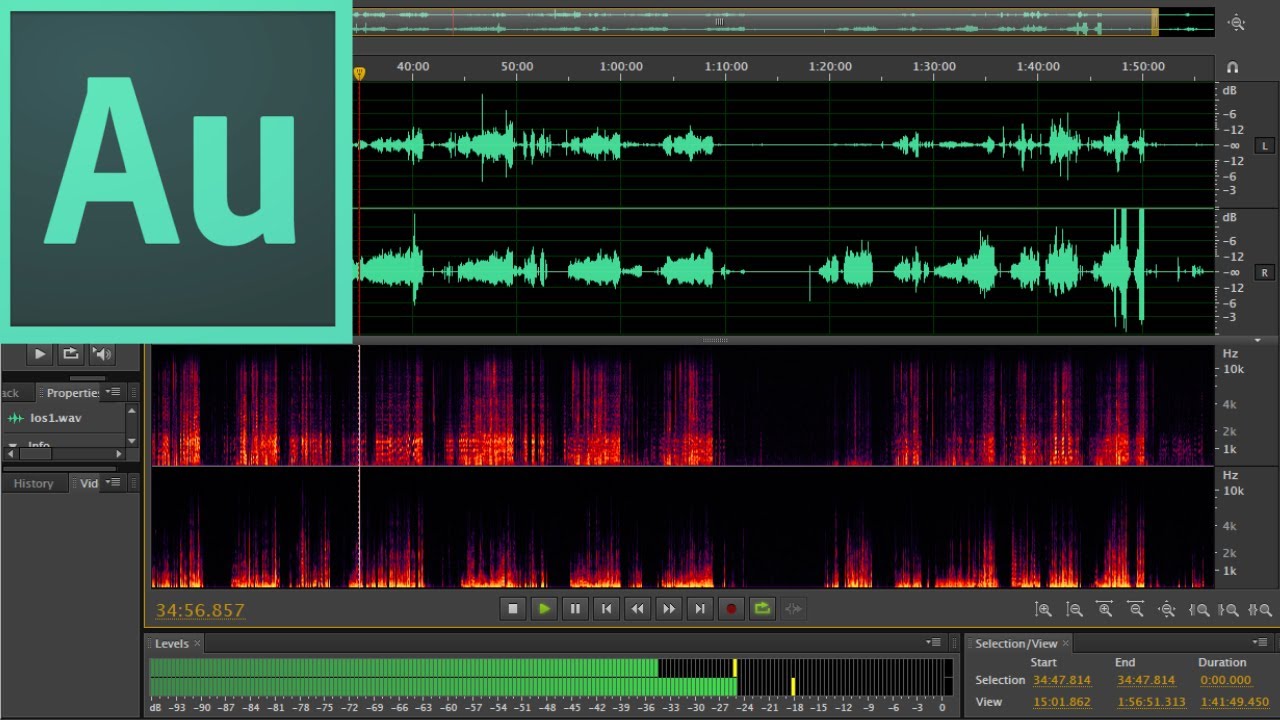 Au
40:00 50:00 1:00:00 1:10:00 1:20:00 1:30:00 1:40:00 1:50:00
dB
-6
-12
-∞ L
-12
-6
-3
dB
-6
-12
-∞ R
-12
-6
-3
Hz
10k
4k
2k
1k
Hz
10k
4k
2k
1k
ack Properties
los1.wav
Info
History Vid
34:56.857
Levels ×
dB -93 -90 -87 -84 -81 -78 -75 -66 -63 -60 -57 -54 -51 -48 -45 -42 -39 -36 -33 -30 -27 -24 -21 -18 -15 -12 -9 -6 -3 0
Selection/View ×
Start End Duration
Selection 34:47.814 34:47.814 0:00.000
View 15:01.862 1:56:51.313 1:41:49.450